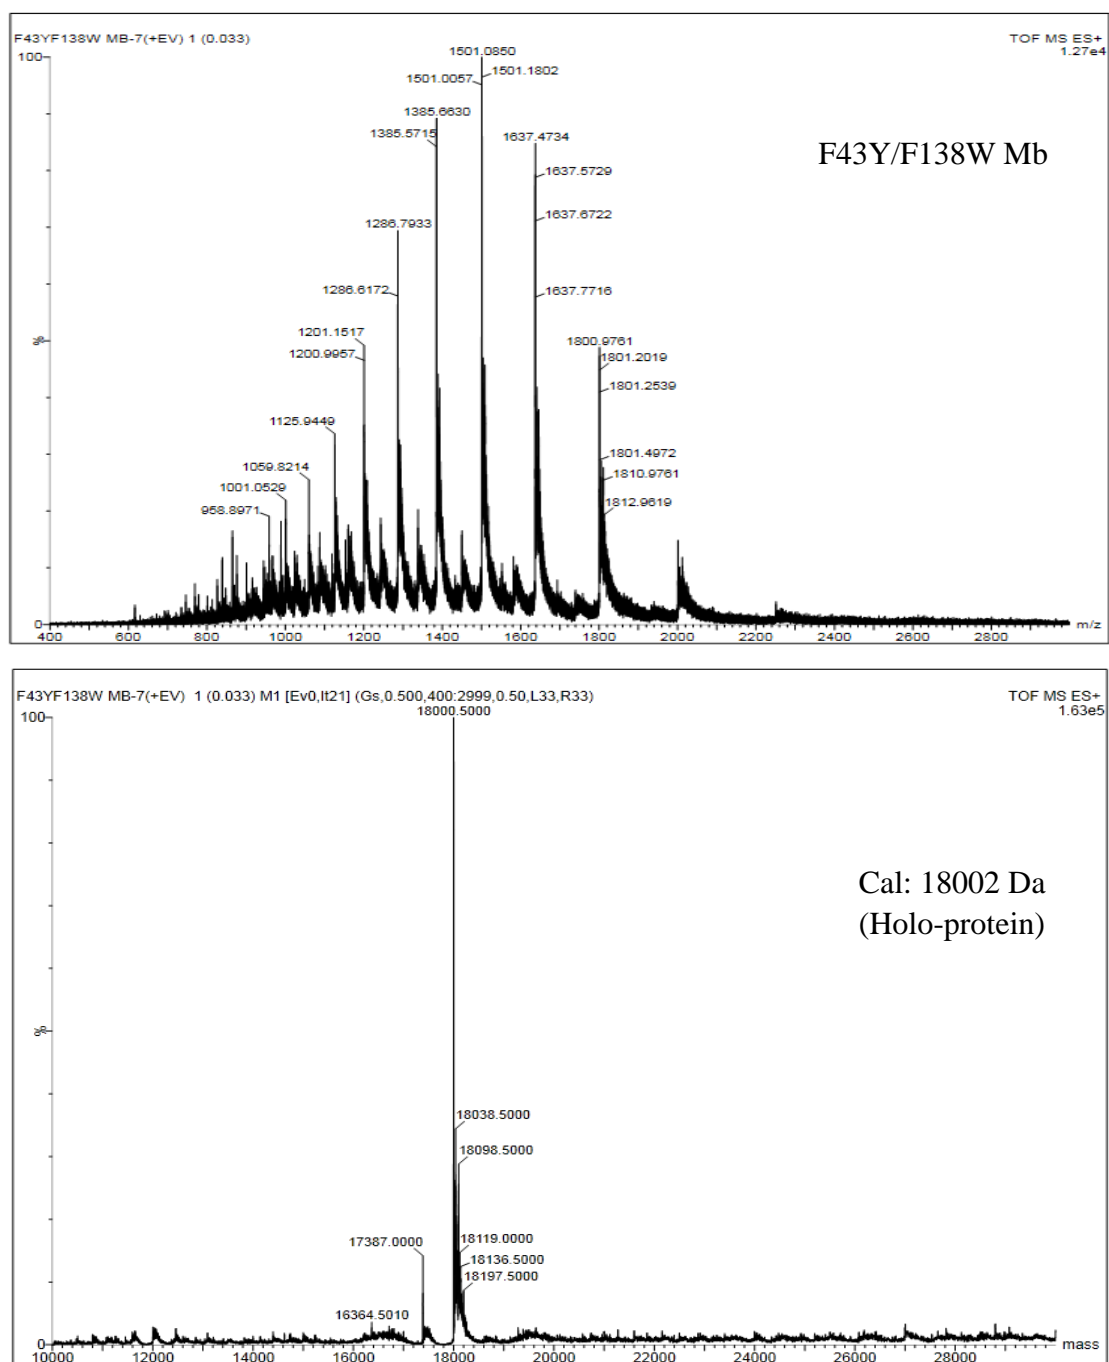 F43YF138W MB-7(+EV) 1 (0.033)
TOF MS ES+
1.27e4
100
1501.0850
1501.0057
1501.1802
1385.6630
1385.5715
1637.4734
F43Y/F138W Mb
1637.5729
1637.6722
1286.7933
1286.6172
1637.7716
1201.1517
1200.9957
%
1800.9761
1801.2019
1801.2539
1125.9449
1801.4972
1059.8214
1810.9761
1001.0529
1812.9619
958.8971
0
400 600 800 1000 1200 1400 1600 1800 2000 2200 2400 2600 2800
m/z
F43YF138W MB-7(+EV) 1 (0.033) M1 [Ev0,It21] (Gs,0.500,400:2999,0.50,L33,R33)
TOF MS ES+
1.63e5
100
18000.5000
Cal: 18002 Da
(Holo-protein)
%
18038.5000
18098.5000
17387.0000
18119.0000
18136.5000
18197.5000
16364.5010
0
10000 12000 14000 16000 18000 20000 22000 24000 26000 28000
mass